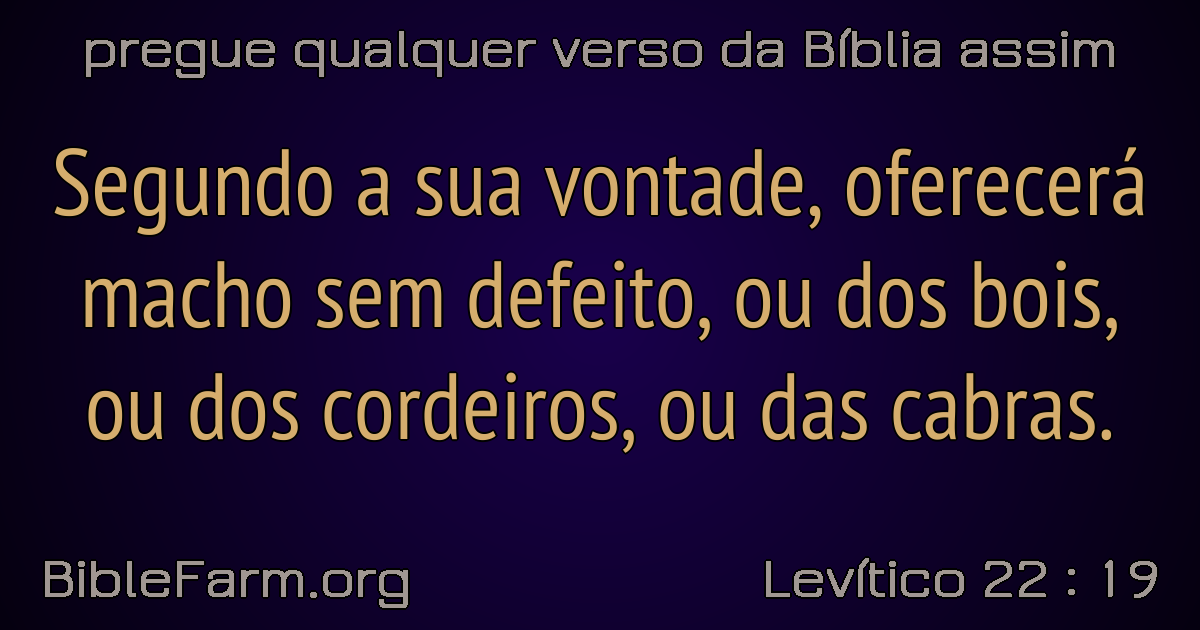 pregue qualquer verso da Bíblia assim
Segundo a sua vontade, oferecerá
macho sem defeito, ou dos bois,
ou dos cordeiros, ou das cabras.
BibleFarm.org
Levítico 22 : 19